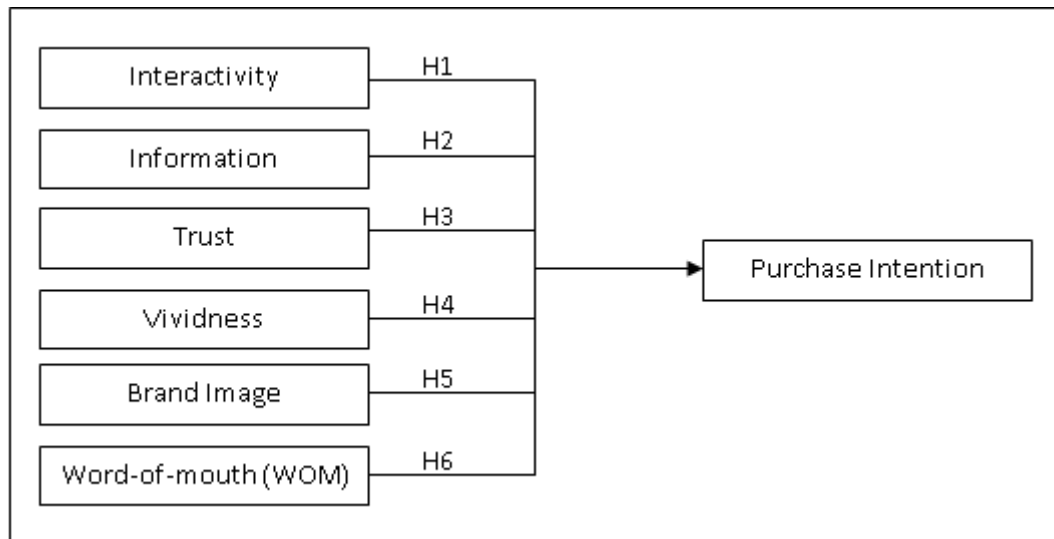 Interactivity
H1
Information
H2
Trust
H3
Vividness
H4
Brand Image
H5
Word-of-mouth (WOM)
H6
Purchase Intention